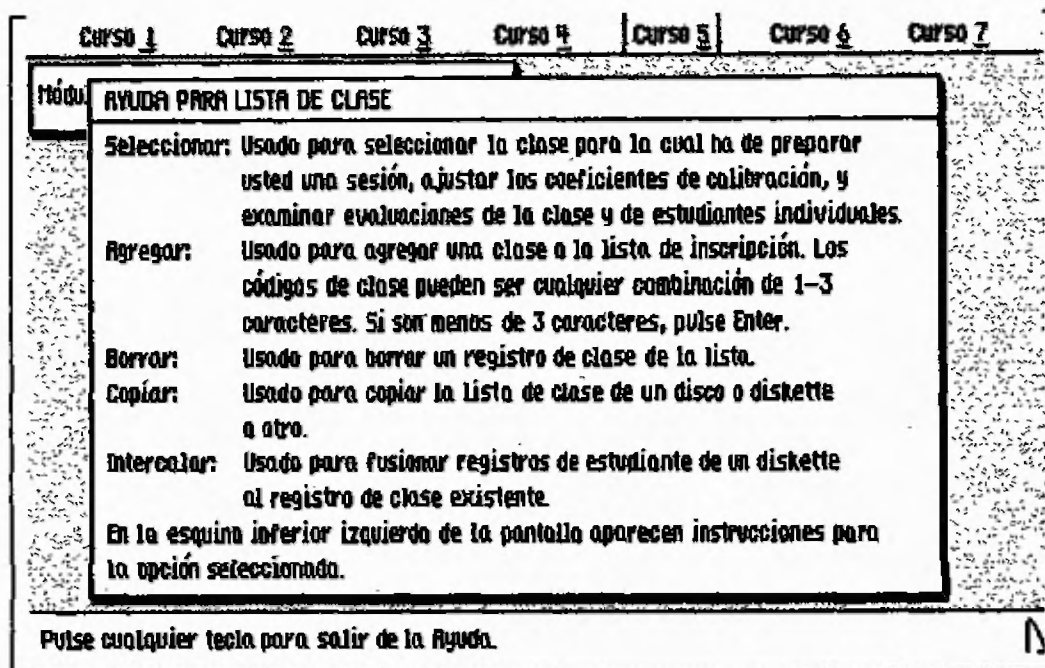 Curso 1 Curso 2 Curso 3 Curso 4 Curso 5 Curso 6 Curso 7
Módul
AYUDA PARA LISTA DE CLASE
Seleccionar: Usado para seleccionar la clase para la cual ha de preparar
usted una sesión, ajustar los coeficientes de calibración, y
examinar evaluaciones de la clase y de estudiantes individuales.
Agregar: Usado para agregar una clase a la lista de inscripción. Los
códigos de clase pueden ser cualquier combinación de 1–3
caracteres. Si son menos de 3 caracteres, pulse Enter.
Borrar: Usado para borrar un registro de clase de la lista.
Copiar: Usado para copiar la Lista de clase de un disco o diskette
a otro.
Intercalar: Usado para fusionar registros de estudiante de un diskette
al registro de clase existente.
En la esquina inferior izquierda de la pantalla aparecen instrucciones para
la opción seleccionada.
Pulse cualquier tecla para salir de la Ayuda.